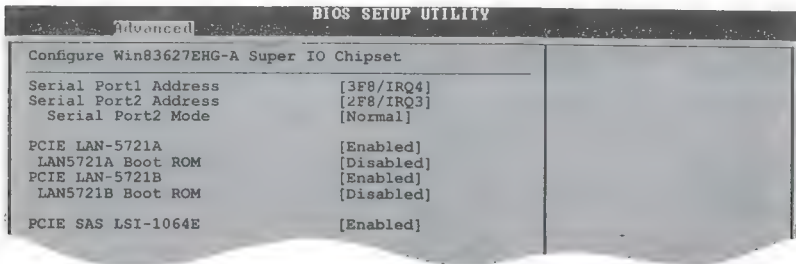 BIOS SETUP UTILITY
Advanced
Configure Win83627EHG-A Super IO Chipset
Serial Port1 Address [3F8/IRQ4]
Serial Port2 Address [2F8/IRQ3]
Serial Port2 Mode [Normal]
PCIE LAN-5721A [Enabled]
LAN5721A Boot ROM [Disabled]
PCIE LAN-5721B [Enabled]
LAN5721B Boot ROM [Disabled]
PCIE SAS LSI-1064E [Enabled]